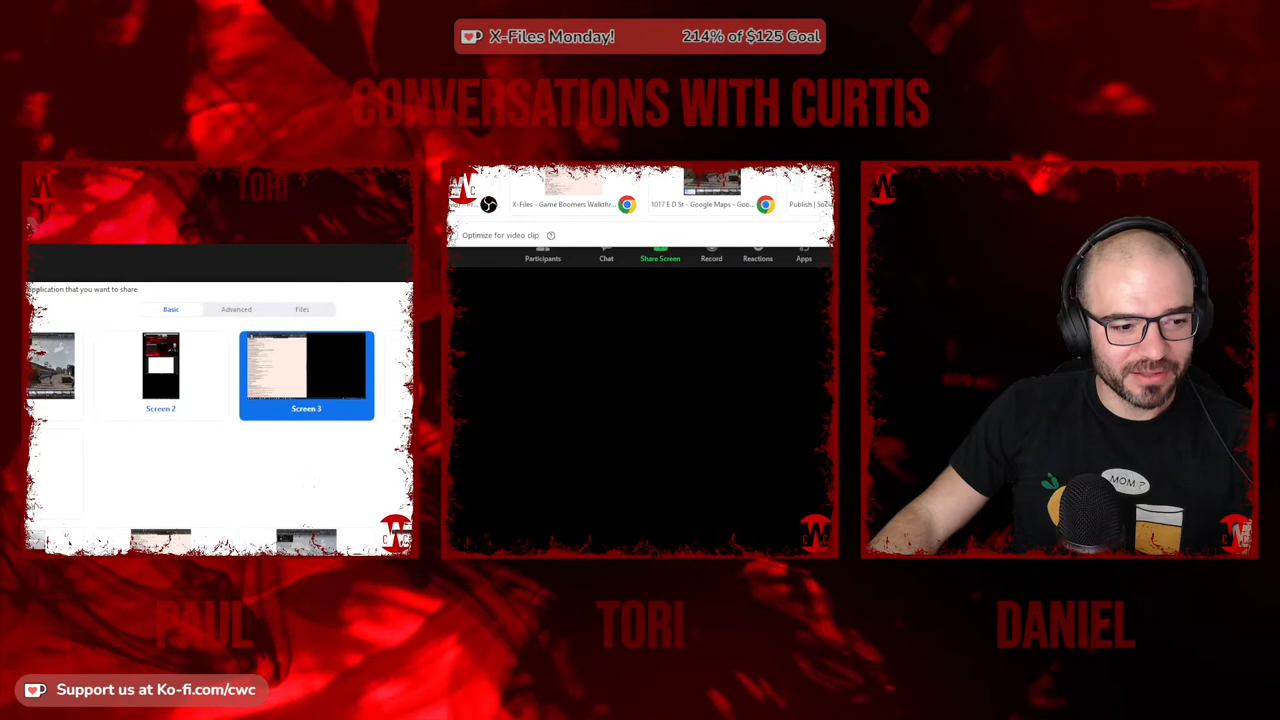 X-Files Monday!
214% of $125 Goal
CONVERSATIONS WITH CURTIS
TORI
application that you want to share
Basic
Advanced
Files
Screen 2
Screen 3
X-Files - Game Boomers Walkthr...
1017 E D St - Google Maps - Goo...
Optimize for video clip
Participants
Chat
Share Screen
Record
Reactions
Apps
MOM ?
PAUL
TORI
DANIEL
Support us at Ko-fi.com/cwc